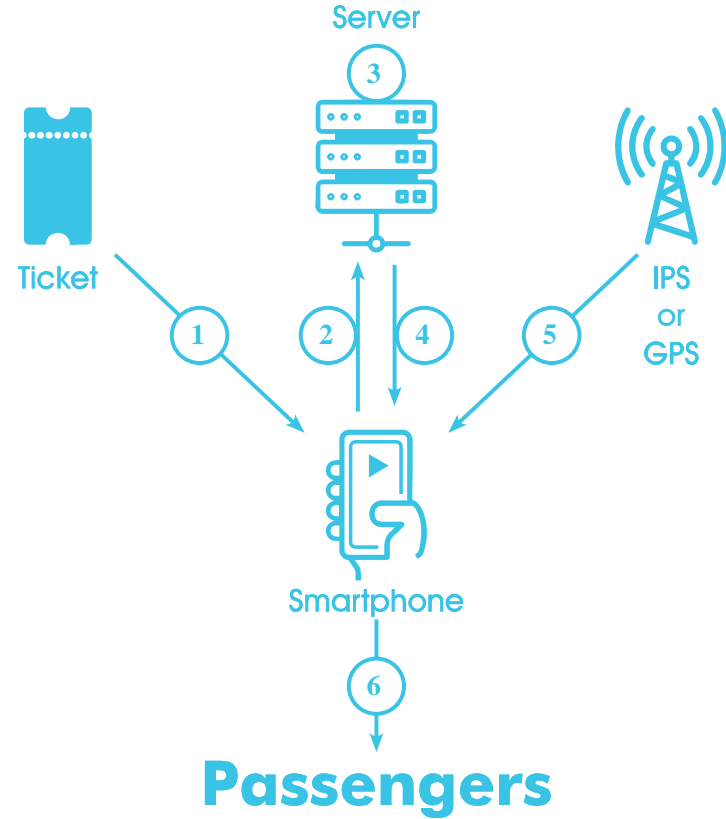 Server
3
Ticket
IPS
or
GPS
1
2
4
5
Smartphone
6
Passengers